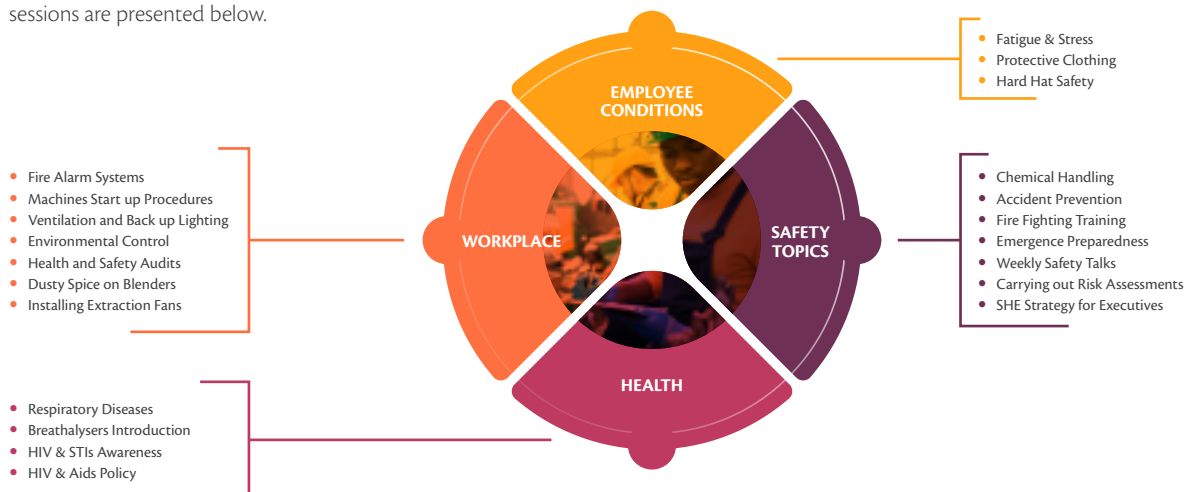 sessions are presented below.
EMPLOYEE
CONDITIONS
Fatigue & Stress
Protective Clothing
Hard Hat Safety
WORKPLACE
Fire Alarm Systems
Machines Start up Procedures
Ventilation and Back up Lighting
Environmental Control
Health and Safety Audits
Dusty Spice on Blenders
Installing Extraction Fans
SAFETY
TOPICS
Chemical Handling
Accident Prevention
Fire Fighting Training
Emergence Preparedness
Weekly Safety Talks
Carrying out Risk Assessments
SHE Strategy for Executives
HEALTH
Respiratory Diseases
Breathalysers Introduction
HIV & STIs Awareness
HIV & Aids Policy